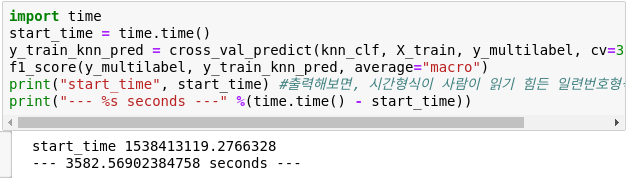 import time
start_time = time.time()
y_train_knn_pred = cross_val_predict(knn_clf, X_train, y_multilabel, cv=3
f1_score(y_multilabel, y_train_knn_pred, average="macro")
print("start_time", start_time) #출력해보면, 시간형식이 사람이 읽기 힘든 일련번호형식
print("--- %s seconds ---" %(time.time() - start_time))
start_time 1538413119.2766328
--- 3582.56902384758 seconds ---